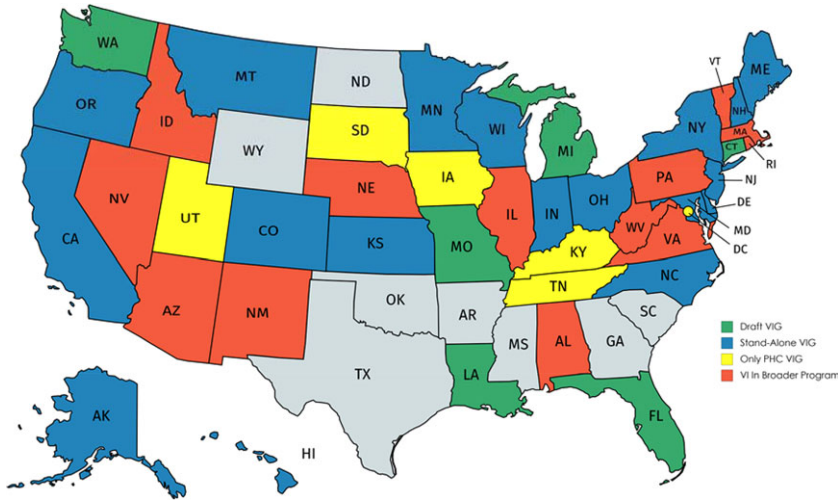 WA
MT
ND
MN
VT
ME
OR
ID
SD
WI
NY
NH
MA
WY
MI
CT
RI
NV
NE
IA
PA
NJ
UT
IL
IN
OH
DE
CA
CO
KS
MO
WV
VA
MD
KY
DC
NC
TN
AZ
NM
OK
AR
SC
MS
AL
GA
TX
LA
FL
AK
HI
Draft VIG
Stand-Alone VIG
Only PHC VIG
VI In Broader Program